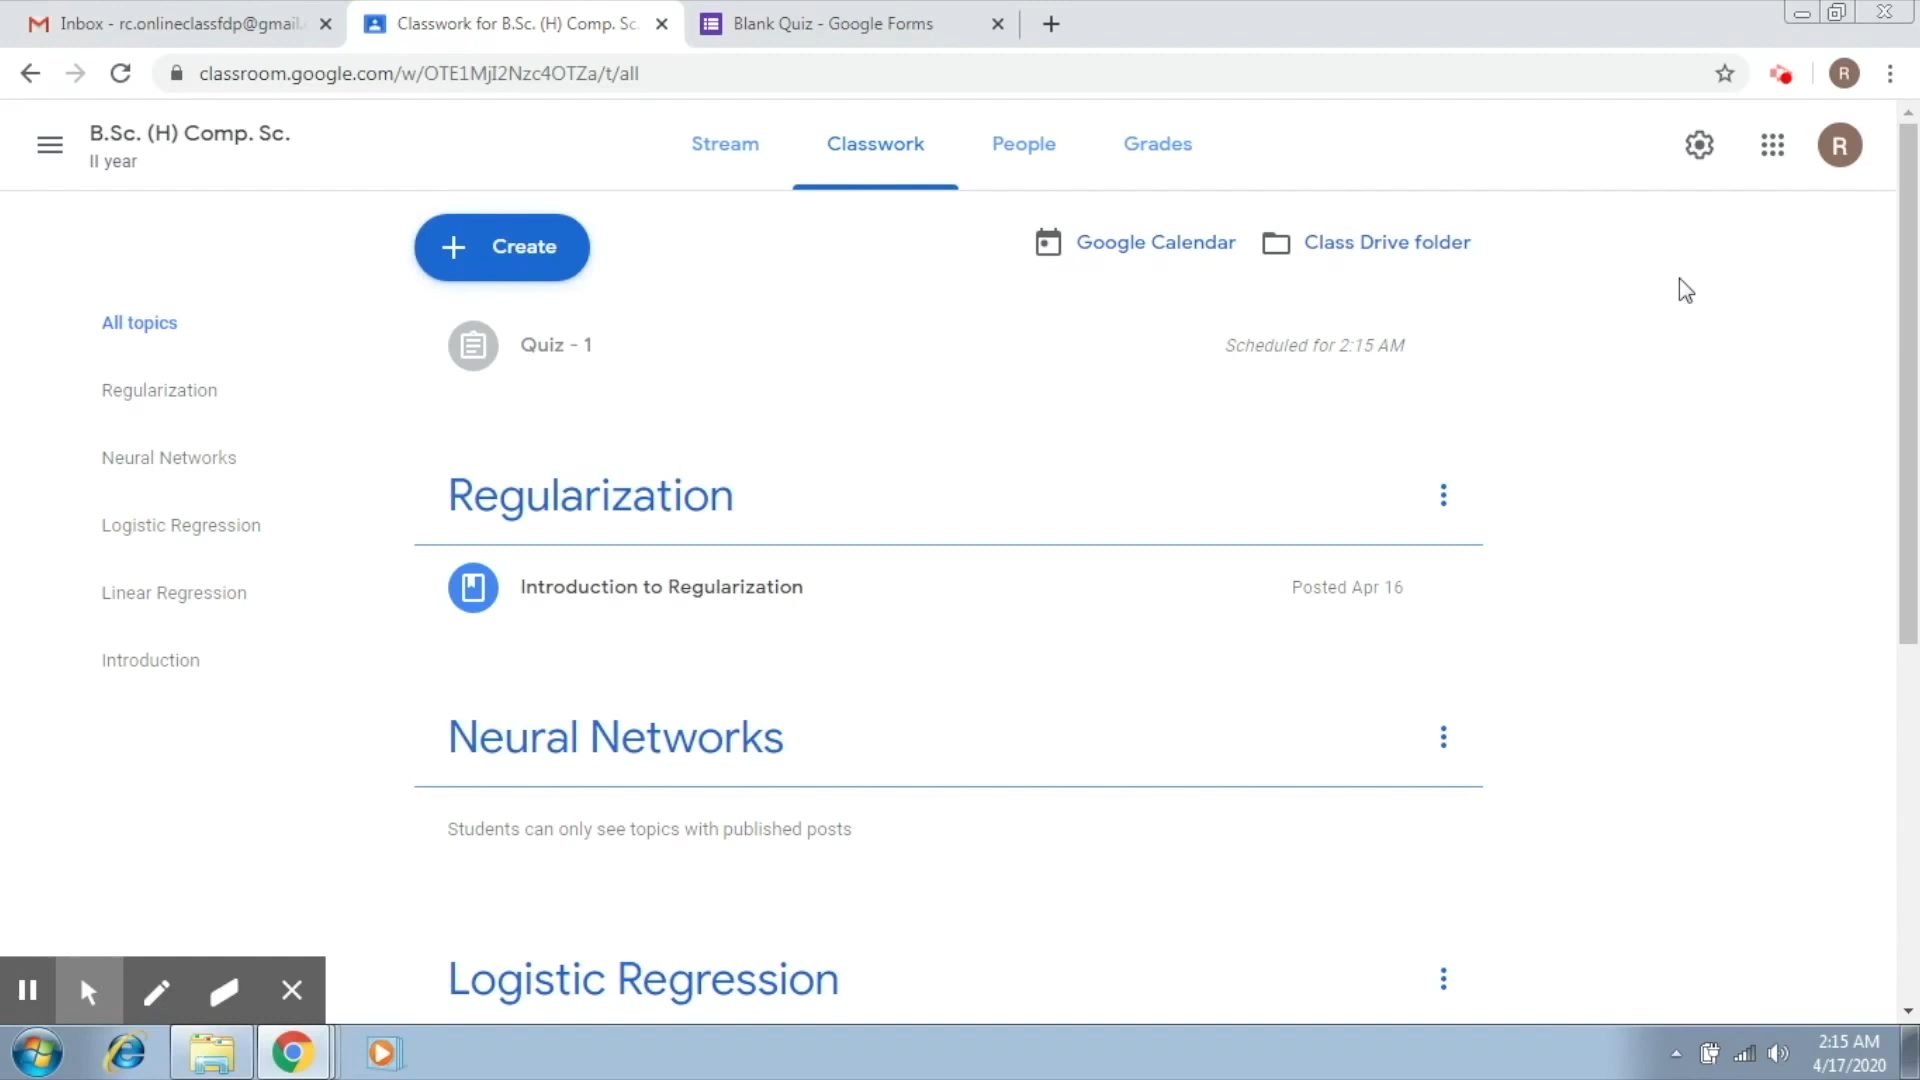 Inbox - rc.onlineclassfdp@gmail.
Classwork for B.Sc. (H) Comp. Sc.
Blank Quiz - Google Forms
classroom.google.com/w/OTE1MjI2Nzc4OTZa/t/all
R
B.Sc. (H) Comp. Sc.
II year
Stream
Classwork
People
Grades
R
Create
Google Calendar
Class Drive folder
All topics
Quiz - 1
Scheduled for 2:15 AM
Regularization
Neural Networks
Logistic Regression
Linear Regression
Introduction
Regularization
Introduction to Regularization
Posted Apr 16
Neural Networks
Students can only see topics with published posts
Logistic Regression
2:15 AM
4/17/2020